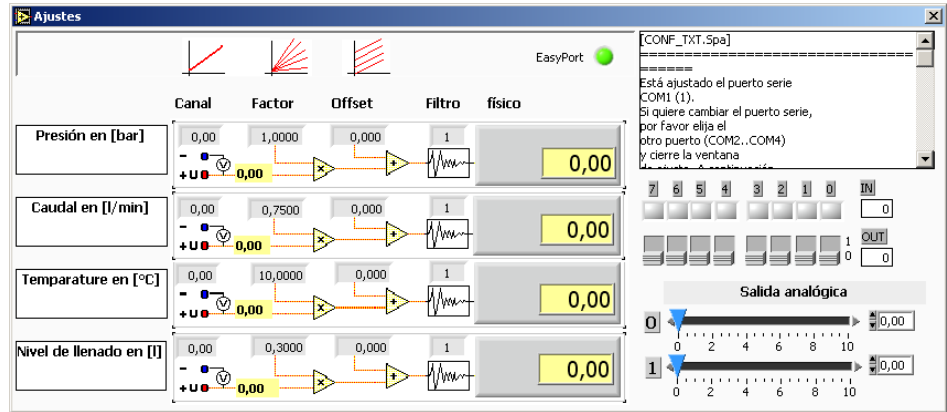 Ajustes
EasyPort
Canal Factor Offset Filtro físico
Presión en [bar]
0,00 1,0000 0,000 1
- V
+ U 0,00 x + 0,00
Caudal en [l/min]
0,00 0,7500 0,000 1
- V
+ U 0,00 x + 0,00
Temparature en [°C]
0,00 10,0000 0,000 1
- V
+ U 0,00 x + 0,00
Nivel de llenado en [l]
0,00 0,3000 0,000 1
- V
+ U 0,00 x + 0,00
[CONF_TXT.Spa]
==================================
======
Está ajustado el puerto serie
COM1 (1).
Si quiere cambiar el puerto serie,
por favor elija el
otro puerto (COM2..COM4)
y cierre la ventana
de ajuste. A continuación
7 6 5 4 3 2 1 0 IN
0
1 OUT
0 0
Salida analógica
0 0,00
0 2 4 6 8 10
1 0,00
0 2 4 6 8 10